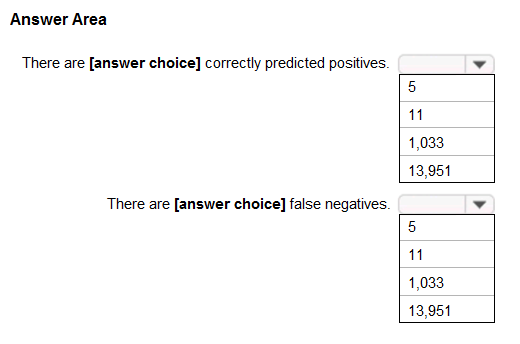 Answer Area
There are [answer choice] correctly predicted positives.
5
11
1,033
13,951
There are [answer choice] false negatives.
5
11
1,033
13,951